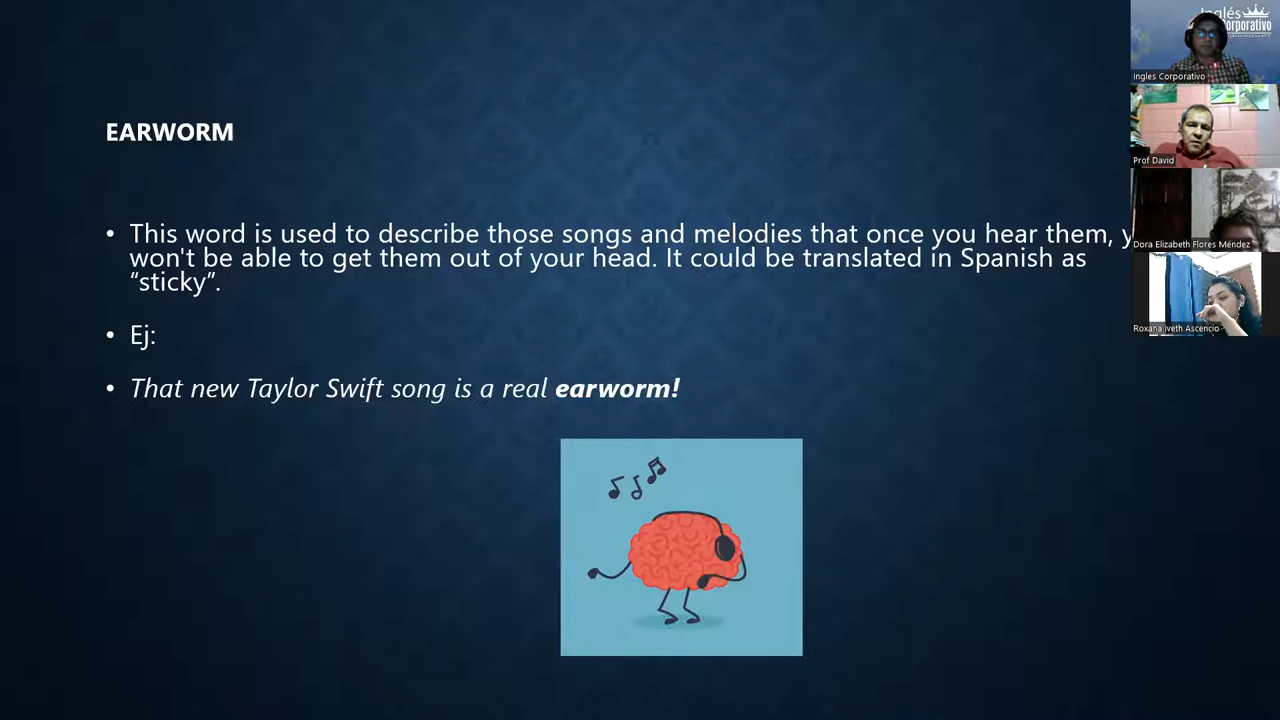 EARWORM
• This word is used to describe those songs and melodies that once you hear them, y
won't be able to get them out of your head. It could be translated in Spanish as
“sticky”.
• Ej:
• That new Taylor Swift song is a real earworm!
Inglés
Corporativo
Ingles Corporativo
Prof David
Dora Elizabeth Flores Méndez
Roxana Iveth Ascencio